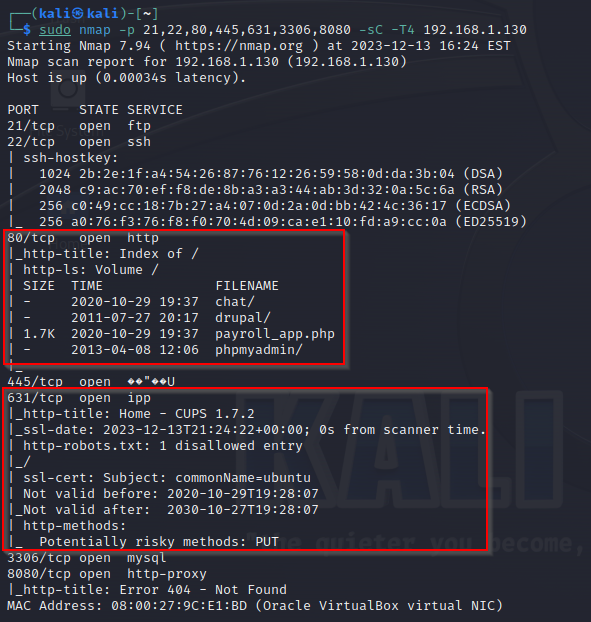 ┌──(kali㉿kali)-[~]
└─$ sudo nmap -p 21,22,80,445,631,3306,8080 -sC -T4 192.168.1.130
Starting Nmap 7.94 ( https://nmap.org ) at 2023-12-13 16:24 EST
Nmap scan report for 192.168.1.130 (192.168.1.130)
Host is up (0.00034s latency).

PORT     STATE SERVICE
21/tcp   open  ftp
22/tcp   open  ssh
| ssh-hostkey:
|   1024 2b:2e:1f:a4:54:26:87:76:12:26:59:58:0d:da:3b:04 (DSA)
|   2048 c9:ac:70:ef:f8:de:8b:a3:a3:44:ab:3d:32:0a:5c:6a (RSA)
|   256 c0:49:cc:18:7b:27:a4:07:0d:2a:0d:bb:42:4c:36:17 (ECDSA)
|_  256 a0:76:f3:76:f8:f0:70:4d:09:ca:e1:10:fd:a9:cc:0a (ED25519)
80/tcp   open  http
|_http-title: Index of /
| http-ls: Volume /
| SIZE  TIME              FILENAME
| -     2020-10-29 19:37  chat/
| -     2011-07-27 20:17  drupal/
| 1.7K  2020-10-29 19:37  payroll_app.php
| -     2013-04-08 12:06  phpmyadmin/
|_
445/tcp  open  ��"��U
631/tcp  open  ipp
|_http-title: Home - CUPS 1.7.2
|_ssl-date: 2023-12-13T21:24:22+00:00; 0s from scanner time.
| http-robots.txt: 1 disallowed entry
|_/
| ssl-cert: Subject: commonName=ubuntu
| Not valid before: 2020-10-29T19:28:07
|_Not valid after:  2030-10-27T19:28:07
| http-methods:
|_  Potentially risky methods: PUT
3306/tcp open  mysql
8080/tcp open  http-proxy
|_http-title: Error 404 - Not Found
MAC Address: 08:00:27:9C:E1:BD (Oracle VirtualBox virtual NIC)
KALI
quieter you become,